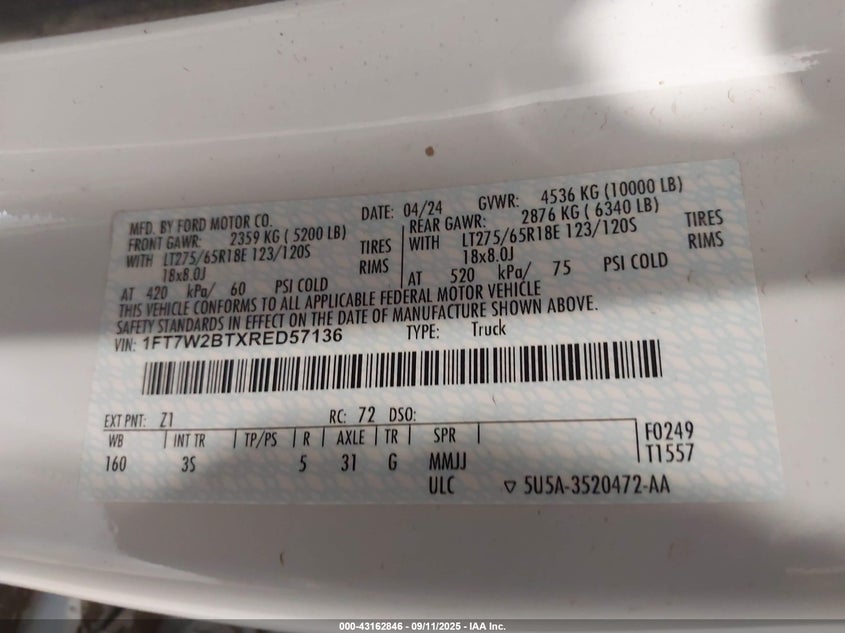 MFD. BY FORD MOTOR CO.
DATE: 04/24 GVWR: 4536 KG (10000 LB)
FRONT GAWR: 2359 KG ( 5200 LB)
WITH LT275/65R18E 123/120S TIRES
18x8.0J RIMS
AT 420 kPa/ 60 PSI COLD
REAR GAWR: 2876 KG ( 6340 LB)
WITH LT275/65R18E 123/120S TIRES
18x8.0J RIMS
AT 520 kPa/ 75 PSI COLD
THIS VEHICLE CONFORMS TO ALL APPLICABLE FEDERAL MOTOR VEHICLE
SAFETY STANDARDS IN EFFECT ON THE DATE OF MANUFACTURE SHOWN ABOVE.
VIN: 1FT7W2BTXRED57136 TYPE: Truck
EXT PNT: Z1 RC: 72 DSO:
WB INT TR TP/PS R AXLE TR SPR
160 3S 5 31 G MMJJ
ULC
F0249
T1557
5U5A-3520472-AA
000-43162846 - 09/11/2025 - IAA Inc.